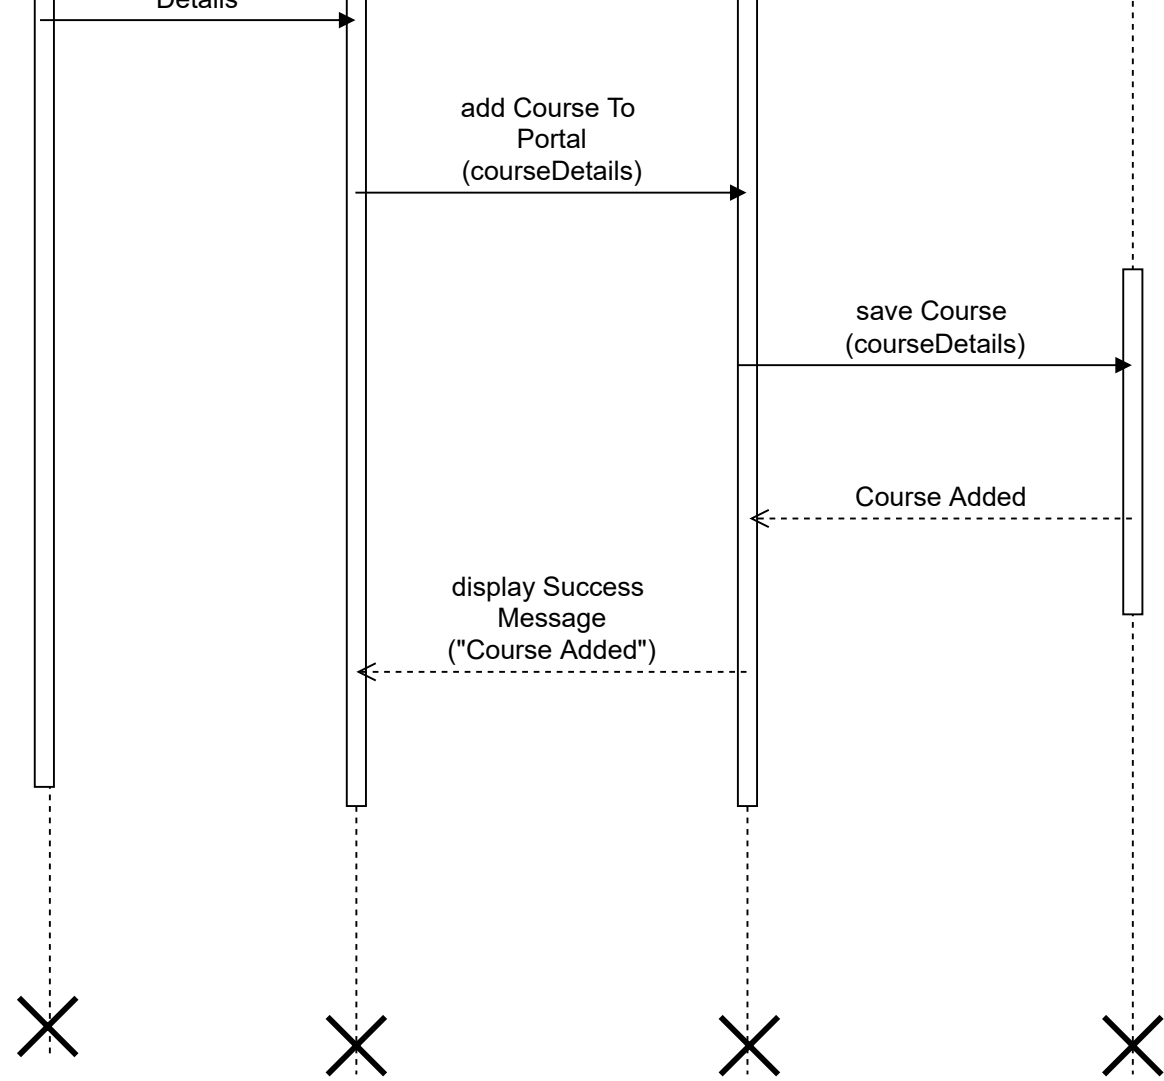 Details
add Course To
Portal
(courseDetails)
save Course
(courseDetails)
Course Added
display Success
Message
("Course Added")